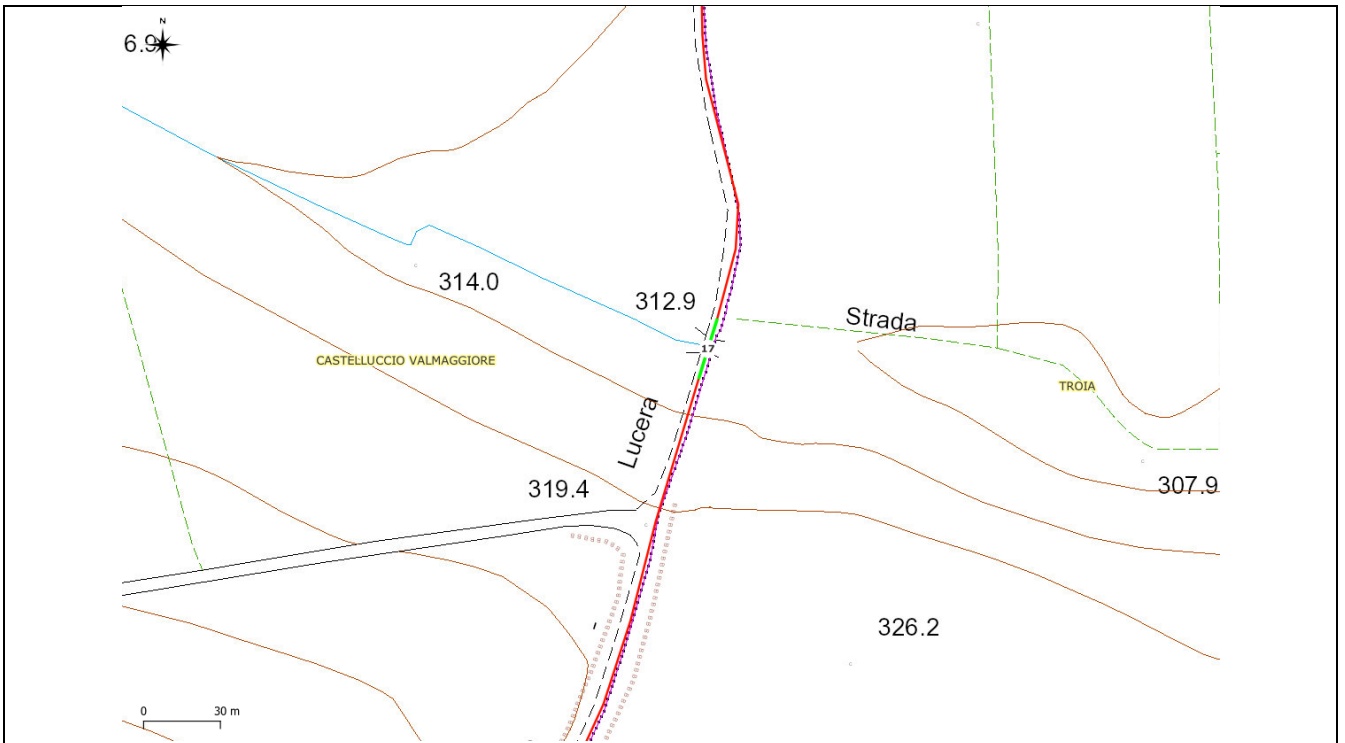 N
6.9
314.0
312.9
Strada
17
CASTELLUCCIO VALMAGGIORE
TROIA
Lucera
319.4
307.9
326.2
0 30 m